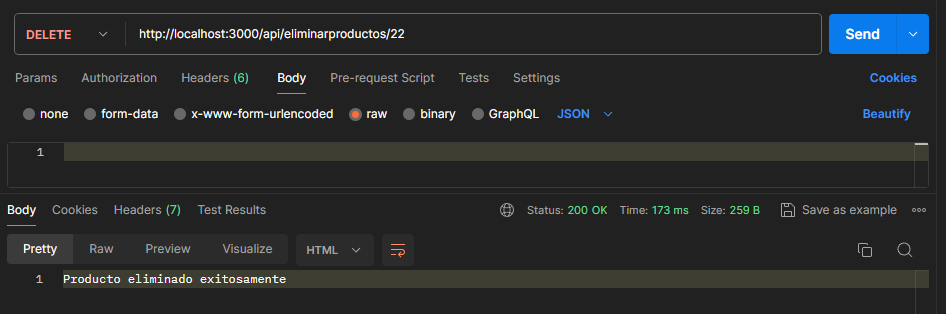 DELETE http://localhost:3000/api/eliminarproductos/22 Send
Params Authorization Headers (6) Body Pre-request Script Tests Settings Cookies
none form-data x-www-form-urlencoded raw binary GraphQL JSON Beautify
1
Body Cookies Headers (7) Test Results Status: 200 OK Time: 173 ms Size: 259 B Save as example
Pretty Raw Preview Visualize HTML
1 Producto eliminado exitosamente